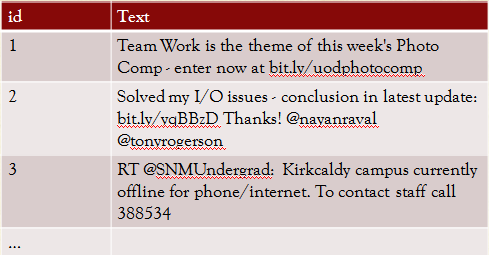 id Text
1 Team Work is the theme of this week's Photo
Comp - enter now at bit.ly/uodphotocomp
2 Solved my I/O issues - conclusion in latest update:
bit.ly/yqBBzD Thanks! @nayanraval
@tonyrogerson
3 RT @SNMUndergrad: Kirkcaldy campus currently
offline for phone/internet. To contact staff call
388534
...